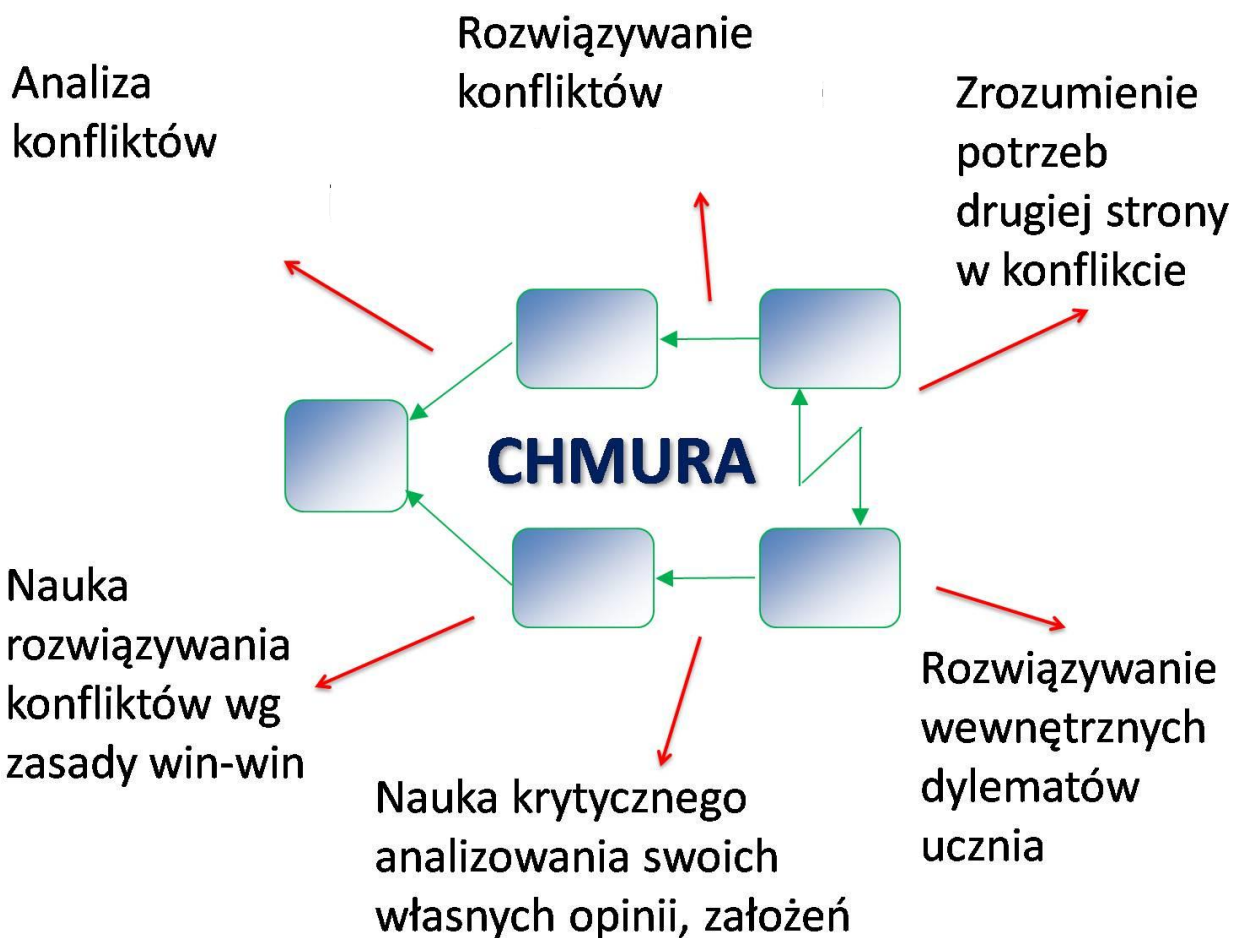 Analiza
konfliktów
Rozwiązywanie
konfliktów
Zrozumienie
potrzeb
drugiej strony
w konflikcie
CHMURA
Nauka
rozwiązywania
konfliktów wg
zasady win-win
Nauka krytycznego
analizowania swoich
własnych opinii, założeń
Rozwiązywanie
wewnętrznych
dylematów
ucznia